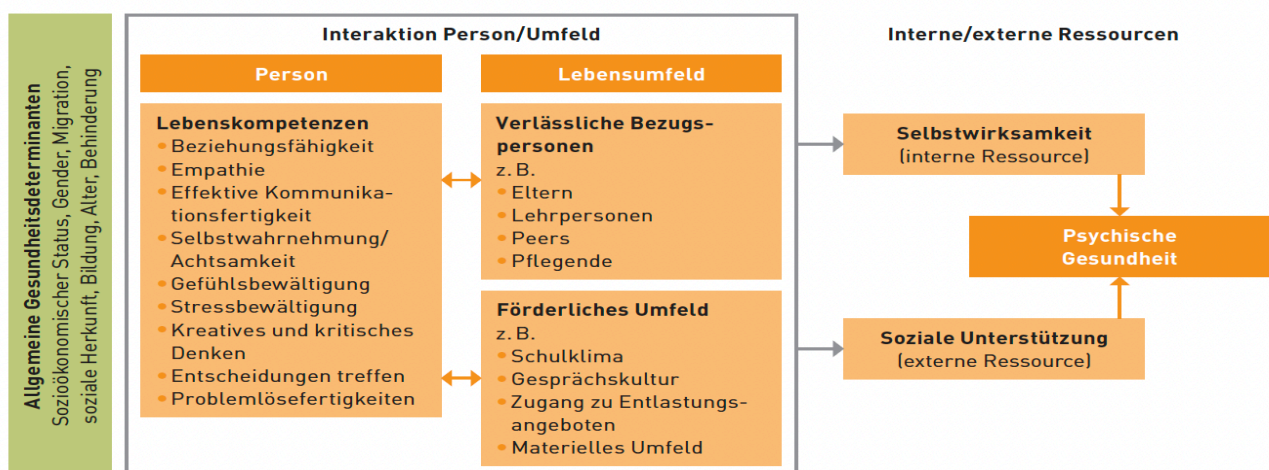 Allgemeine Gesundheitsdeterminanten
Sozioökonomischer Status, Gender, Migration,
soziale Herkunft, Bildung, Alter, Behinderung
Interaktion Person/Umfeld
Person
Lebenskompetenzen
• Beziehungsfähigkeit
• Empathie
• Effektive Kommunika-
tionsfertigkeit
• Selbstwahrnehmung/
Achtsamkeit
• Gefühlsbewältigung
• Stressbewältigung
• Kreatives und kritisches
Denken
• Entscheidungen treffen
• Problemlösefertigkeiten
Lebensumfeld
Verlässliche Bezugs-
personen
z. B.
• Eltern
• Lehrpersonen
• Peers
• Pflegende
Förderliches Umfeld
z. B.
• Schulklima
• Gesprächskultur
• Zugang zu Entlastungs-
angeboten
• Materielles Umfeld
Interne/externe Ressourcen
Selbstwirksamkeit
(interne Ressource)
Psychische
Gesundheit
Soziale Unterstützung
(externe Ressource)